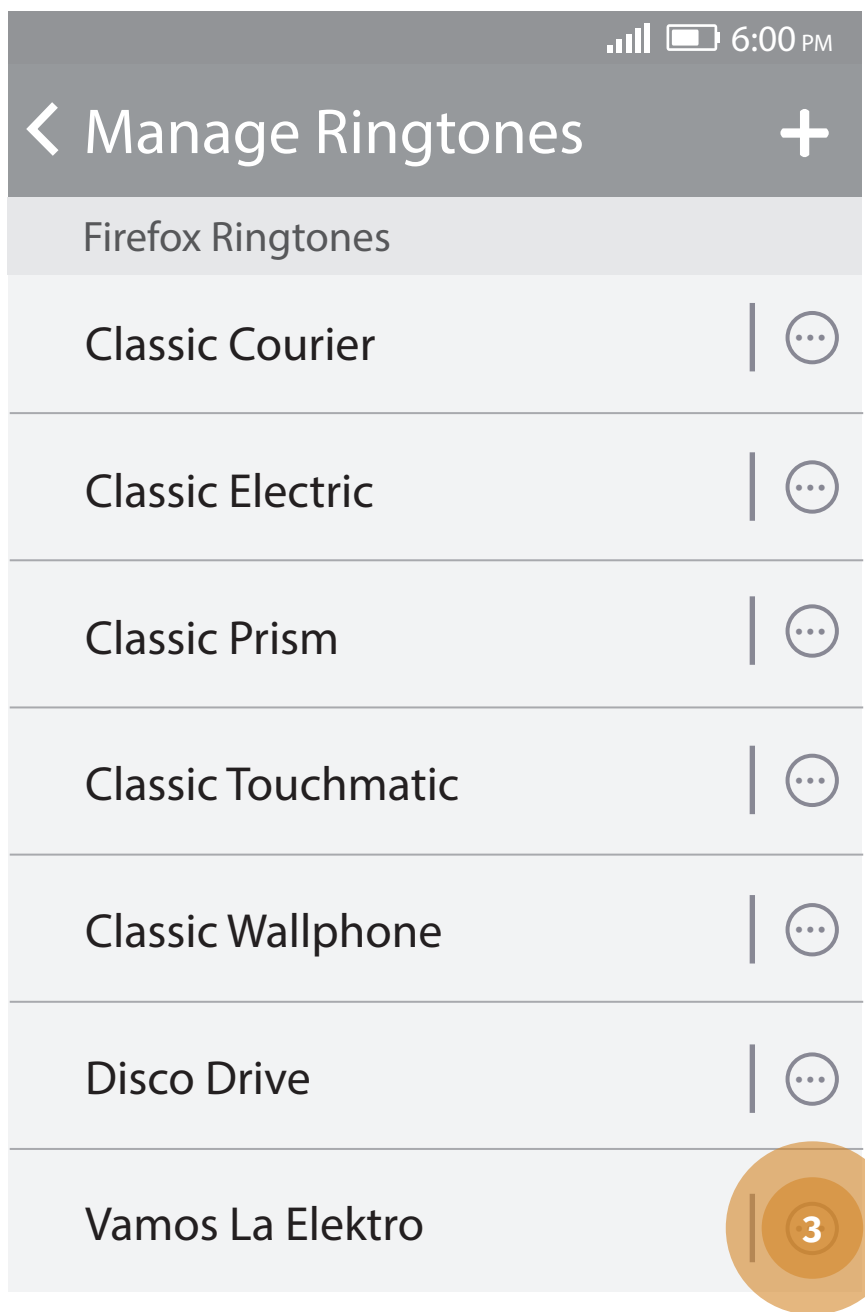 6:00 PM
Manage Ringtones
Firefox Ringtones
Classic Courier
Classic Electric
Classic Prism
Classic Touchmatic
Classic Wallphone
Disco Drive
Vamos La Elektro
3